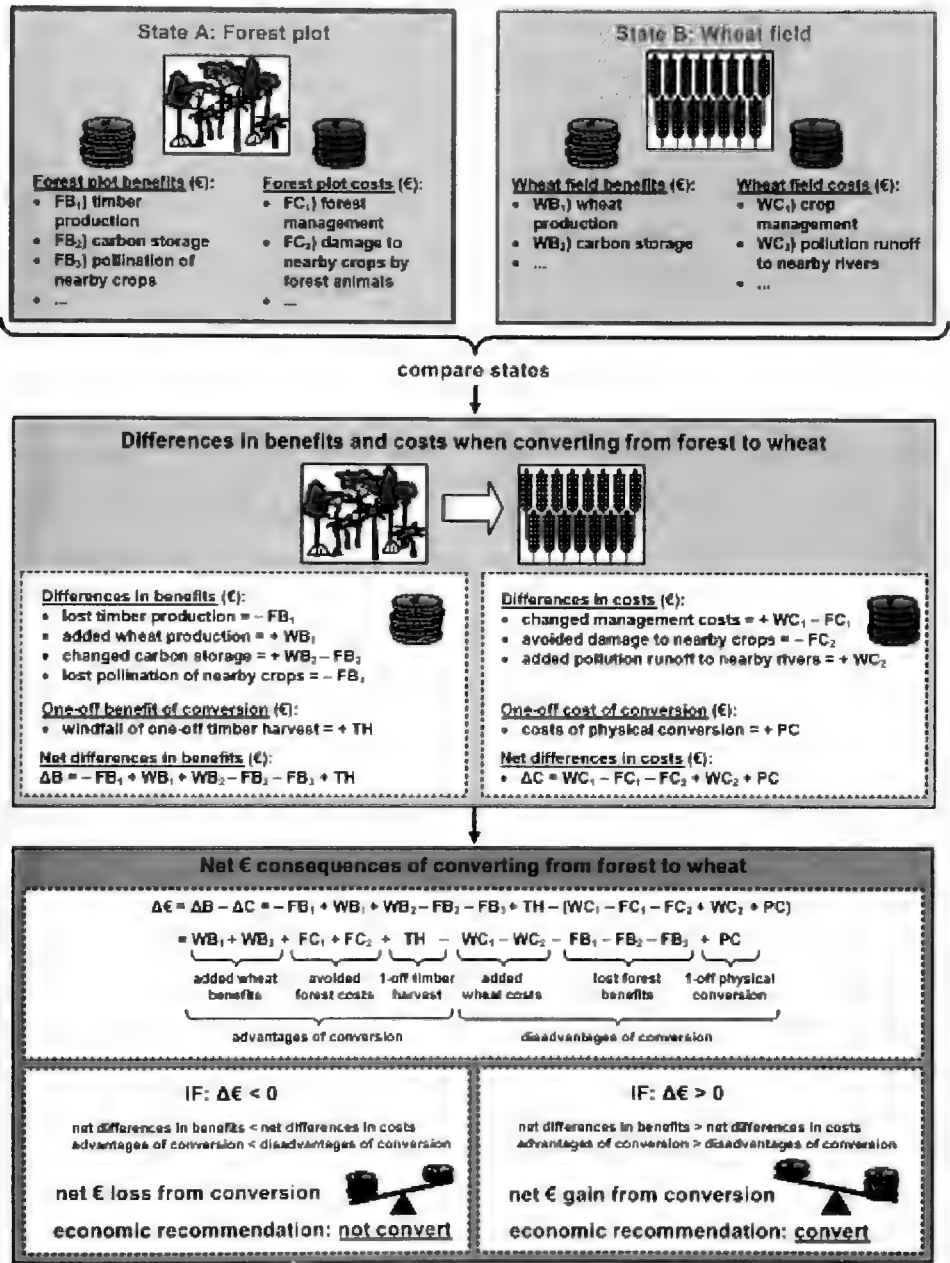 State A: Forest plot
Forest plot benefits (€):
• FB₁) timber
production
• FB₂) carbon storage
• FB₃) pollination of
nearby crops
• ...
Forest plot costs (€):
• FC₁) forest
management
• FC₂) damage to
nearby crops by
forest animals
• ...
State B: Wheat field
Wheat field benefits (€):
• WB₁) wheat
production
• WB₂) carbon storage
• ...
Wheat field costs (€):
• WC₁) crop
management
• WC₂) pollution runoff
to nearby rivers
• ...
compare states
Differences in benefits and costs when converting from forest to wheat
Differences in benefits (€):
• lost timber production = – FB₁
• added wheat production = + WB₁
• changed carbon storage = + WB₂ – FB₂
• lost pollination of nearby crops = – FB₃
One-off benefit of conversion (€):
• windfall of one-off timber harvest = + TH
Net differences in benefits (€):
ΔB = – FB₁ + WB₁ + WB₂ – FB₂ – FB₃ + TH
Differences in costs (€):
• changed management costs = + WC₁ – FC₁
• avoided damage to nearby crops = – FC₂
• added pollution runoff to nearby rivers = + WC₂
One-off cost of conversion (€):
• costs of physical conversion = + PC
Net differences in costs (€):
• ΔC = WC₁ – FC₁ – FC₂ + WC₂ + PC
Net € consequences of converting from forest to wheat
Δ€ = ΔB – ΔC = – FB₁ + WB₁ + WB₂ – FB₂ – FB₃ + TH – (WC₁ – FC₁ – FC₂ + WC₂ + PC)
= WB₁ + WB₂ + FC₁ + FC₂ + TH – WC₁ – WC₂ – FB₁ – FB₂ – FB₃ + PC
added wheat benefits
avoided forest costs
1-off timber harvest
added wheat costs
lost forest benefits
1-off physical conversion
advantages of conversion
disadvantages of conversion
IF: Δ€ < 0
net differences in benefits < net differences in costs
advantages of conversion < disadvantages of conversion
net € loss from conversion
economic recommendation: not convert
IF: Δ€ > 0
net differences in benefits > net differences in costs
advantages of conversion > disadvantages of conversion
net € gain from conversion
economic recommendation: convert